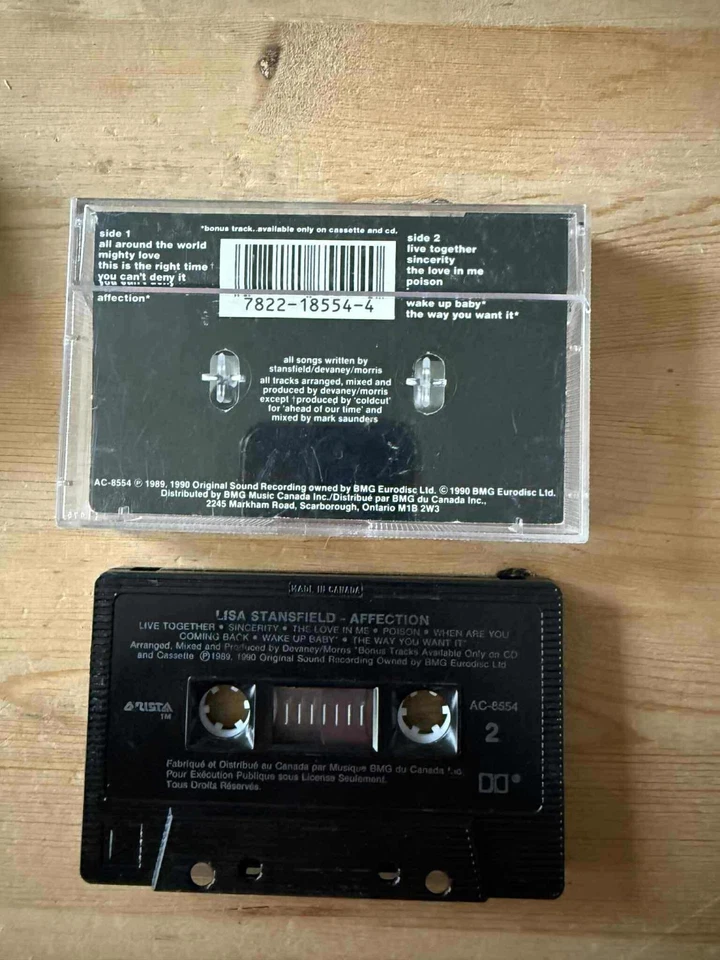 side 1
all around the world
mighty love
this is the right time†
you can't deny it
affection*
*bonus track..available only on cassette and cd.
7822-18554-4
side 2
live together
sincerity
the love in me
poison
wake up baby*
the way you want it*
all songs written by
stansfield/devaney/morris
all tracks arranged, mixed and
produced by devaney/morris
except †produced by 'coldcut'
for 'ahead of our time' and
mixed by mark saunders
AC-8554 ℗ 1989, 1990 Original Sound Recording owned by BMG Eurodisc Ltd. © 1990 BMG Eurodisc Ltd.
Distributed by BMG Music Canada Inc./Distribué par BMG du Canada Inc.,
2245 Markham Road, Scarborough, Ontario M1B 2W3
MADE IN CANADA
LISA STANSFIELD - AFFECTION
LIVE TOGETHER • SINCERITY • THE LOVE IN ME • POISON • WHEN ARE YOU
COMING BACK • WAKE UP BABY* • THE WAY YOU WANT IT*
Arranged, Mixed and Produced by Devaney/Morris *Bonus Tracks Available Only on CD
and Cassette ℗1989, 1990 Original Sound Recording Owned by BMG Eurodisc Ltd
ARISTA
TM
AC-8554
2
Fabriqué et Distribué au Canada par Musique BMG du Canada Inc.
Pour Exécution Publique sous License Seulement.
Tous Droits Réservés.